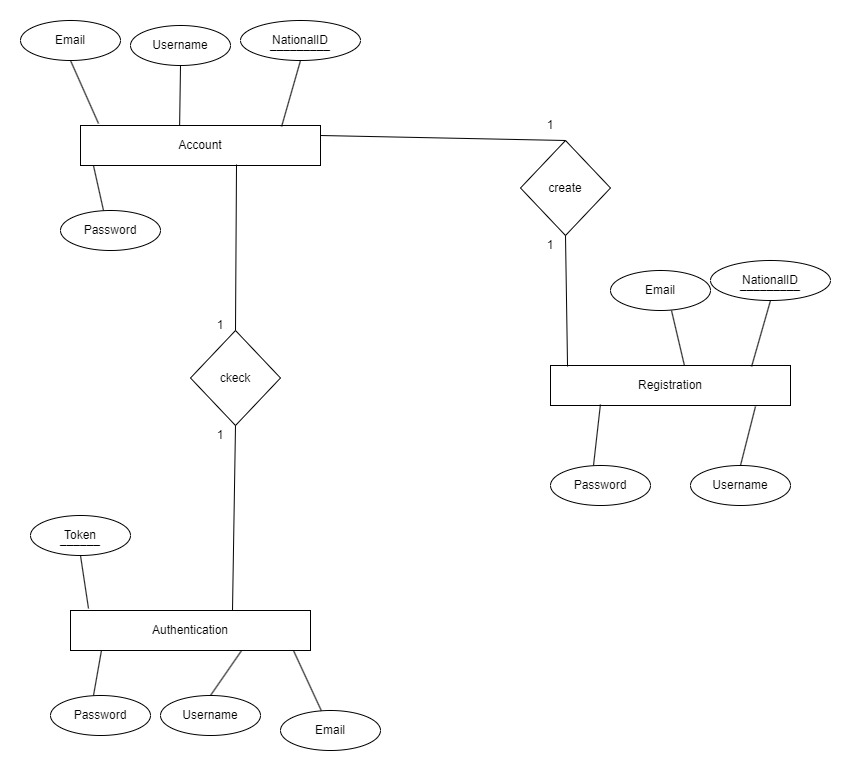 Email
Username
NationalID
Account
Password
1
create
1
Email
NationalID
Registration
Password
Username
1
ckeck
1
Token
Authentication
Password
Username
Email